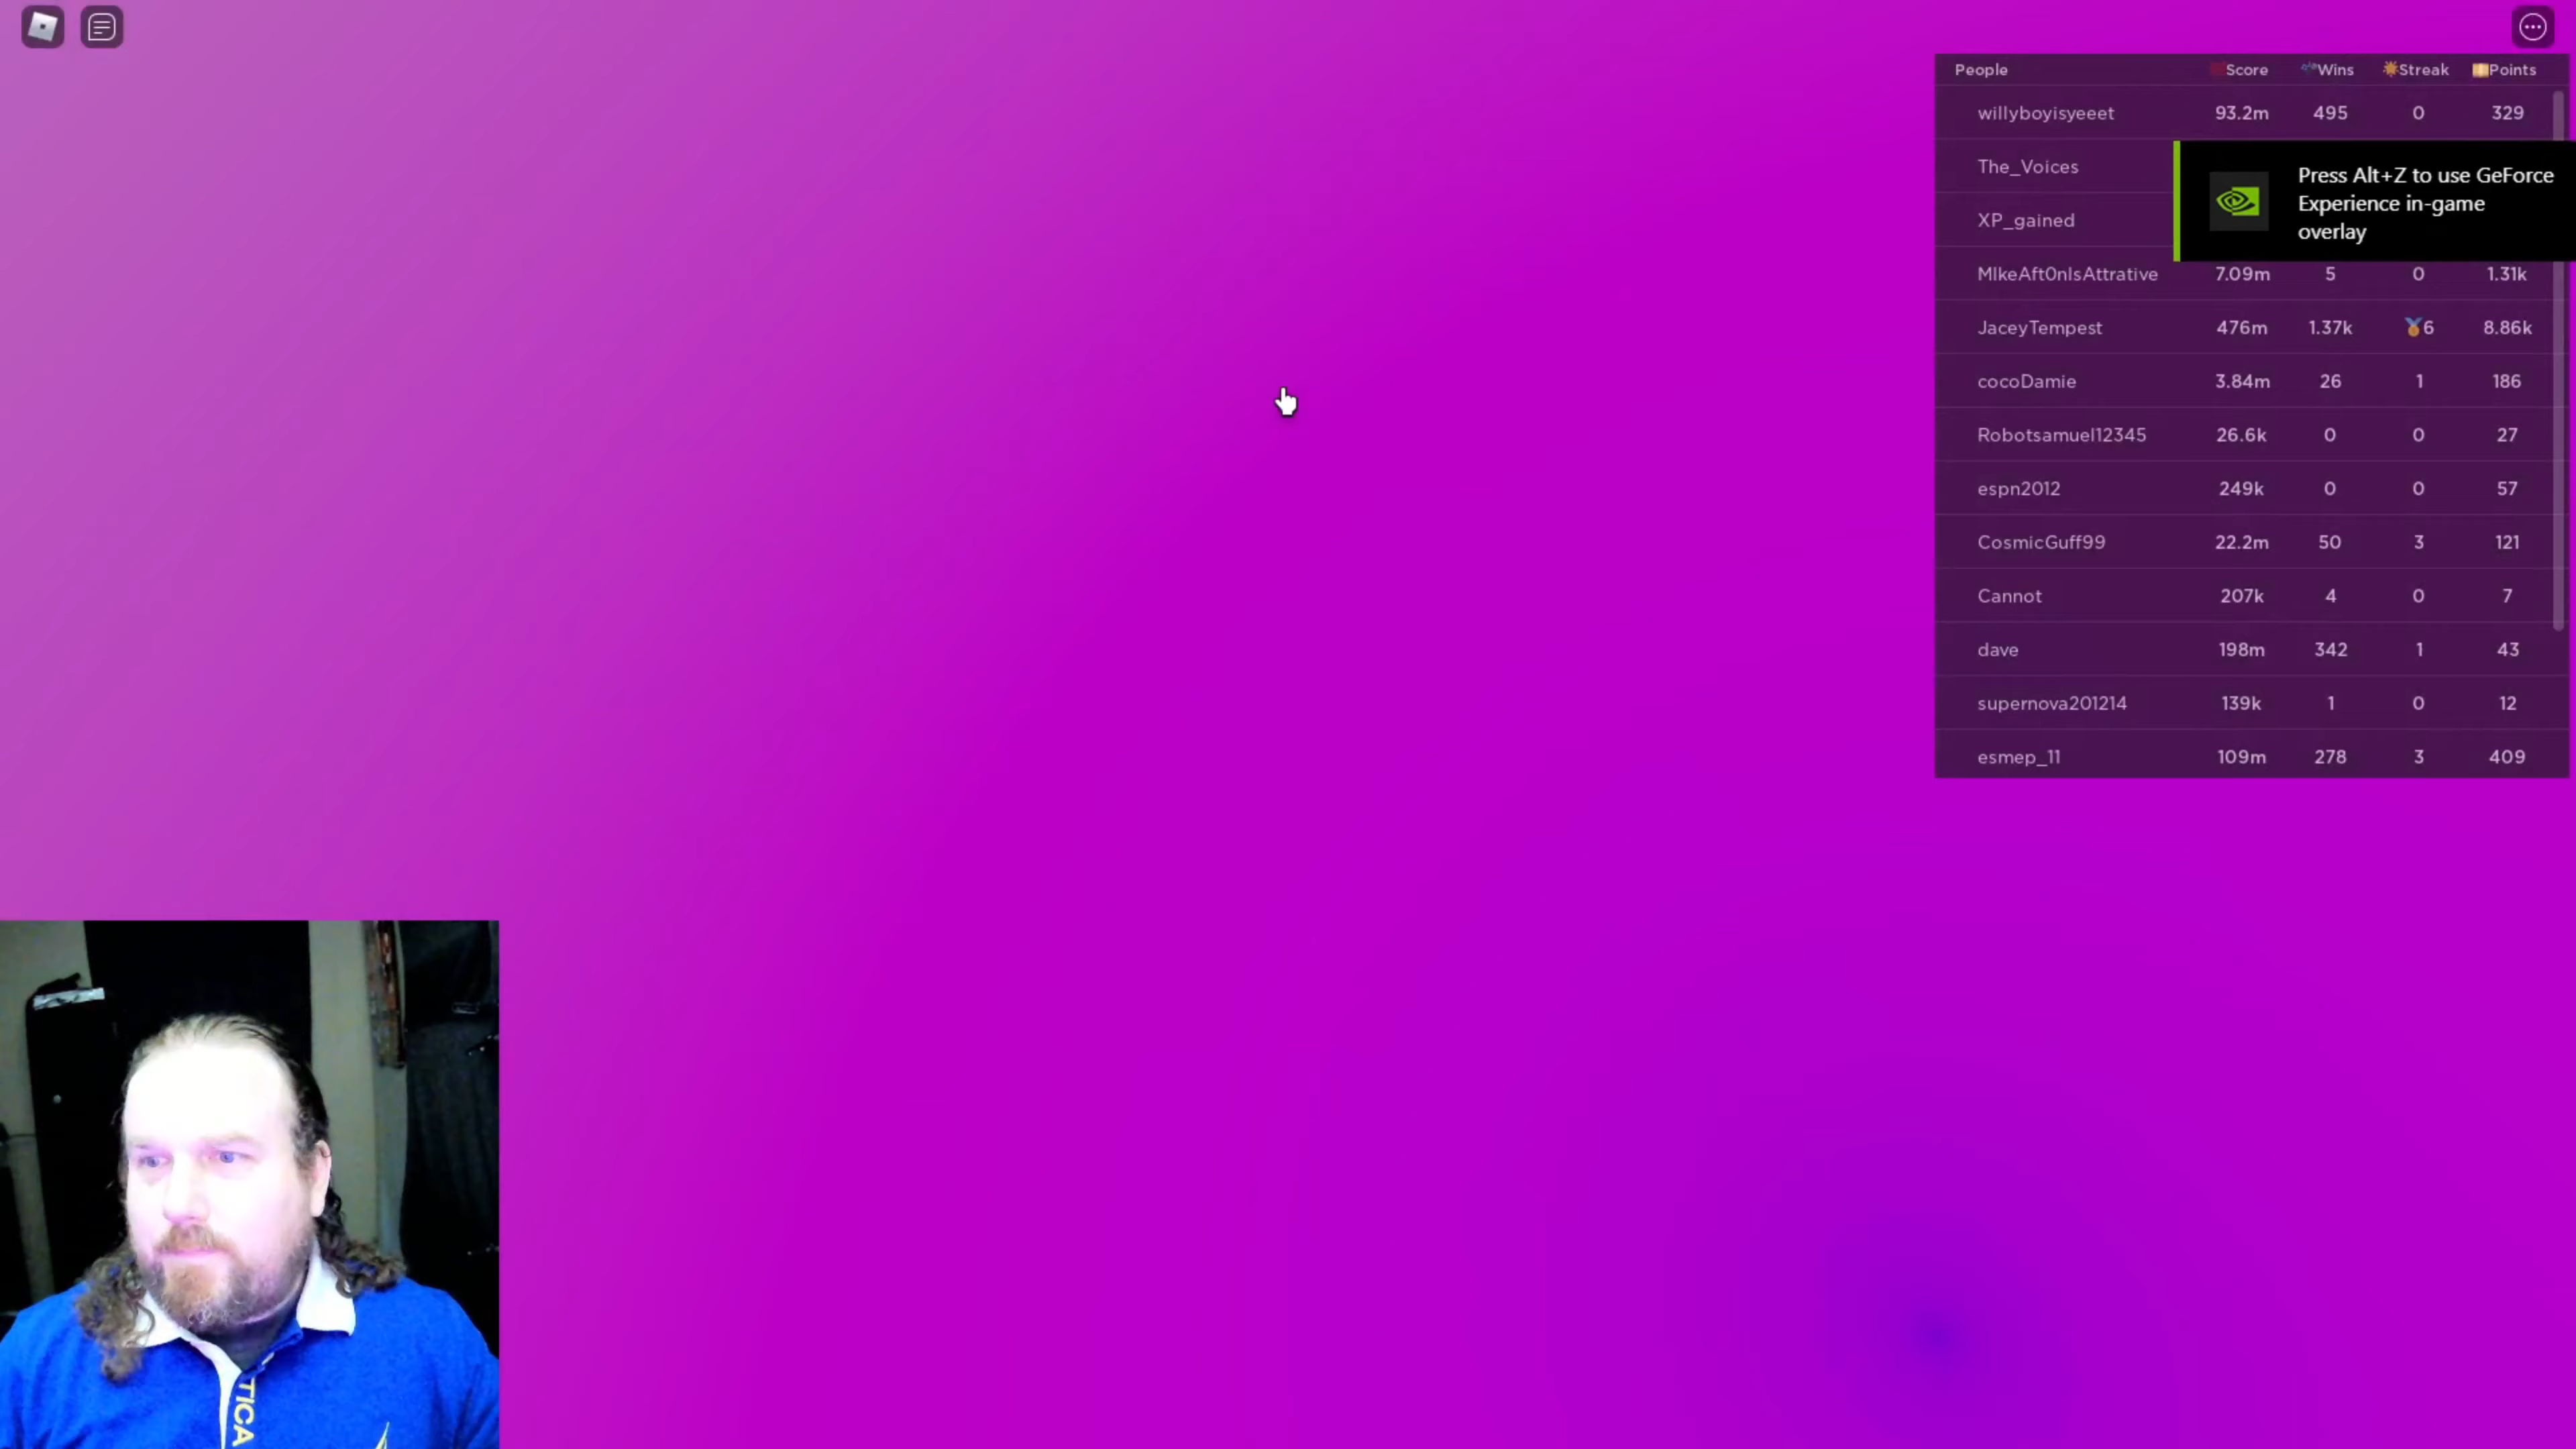 People Score Wins Streak Points
willyboyisyeeet 93.2m 495 0 329
The_Voices
XP_gained
Press Alt+Z to use GeForce
Experience in-game
overlay
MIkeAft0nIsAttrative 7.09m 5 0 1.31k
JaceyTempest 476m 1.37k 6 8.86k
cocoDamie 3.84m 26 1 186
Robotsamuel12345 26.6k 0 0 27
espn2012 249k 0 0 57
CosmicGuff99 22.2m 50 3 121
Cannot 207k 4 0 7
dave 198m 342 1 43
supernova201214 139k 1 0 12
esmep_11 109m 278 3 409
TICA